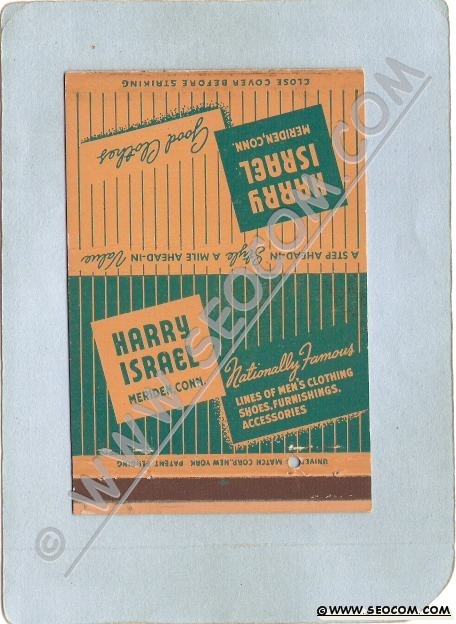 CLOSE COVER BEFORE STRIKING
Good Clothes
HARRY
ISRAEL
MERIDEN, CONN.
A STEP AHEAD-IN Style A MILE AHEAD-IN Value
HARRY
ISRAEL
MERIDEN, CONN.
Nationally Famous
LINES OF MEN'S CLOTHING
SHOES, FURNISHINGS,
ACCESSORIES
MATCH CORP., NEW YORK PATENT PENDING
© WWW.SEOCOM.COM
© WWW.SEOCOM.COM